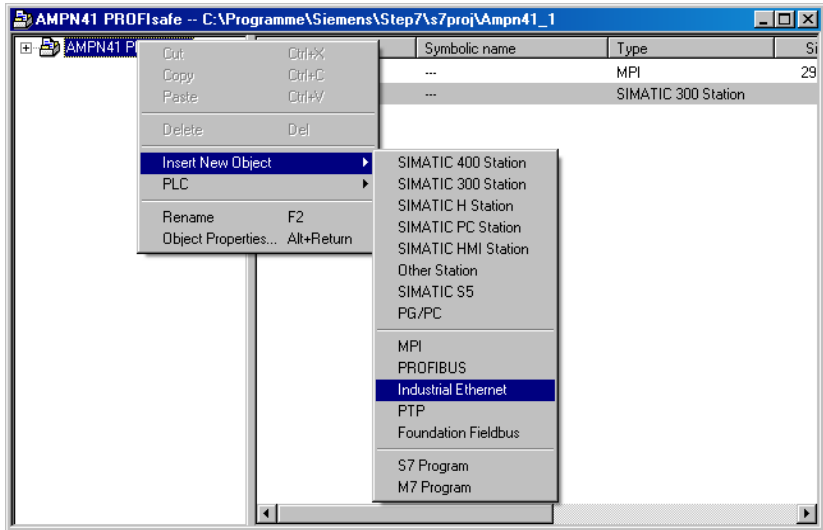 AMPN41 PROFIsafe -- C:\Programme\Siemens\Step7\s7proj\Ampn41_1
AMPN41 P
Symbolic name Type Si
--- MPI 29
--- SIMATIC 300 Station
Cut Ctrl+X
Copy Ctrl+C
Paste Ctrl+V
Delete Del
Insert New Object
PLC
Rename F2
Object Properties... Alt+Return
SIMATIC 400 Station
SIMATIC 300 Station
SIMATIC H Station
SIMATIC PC Station
SIMATIC HMI Station
Other Station
SIMATIC S5
PG/PC
MPI
PROFIBUS
Industrial Ethernet
PTP
Foundation Fieldbus
S7 Program
M7 Program